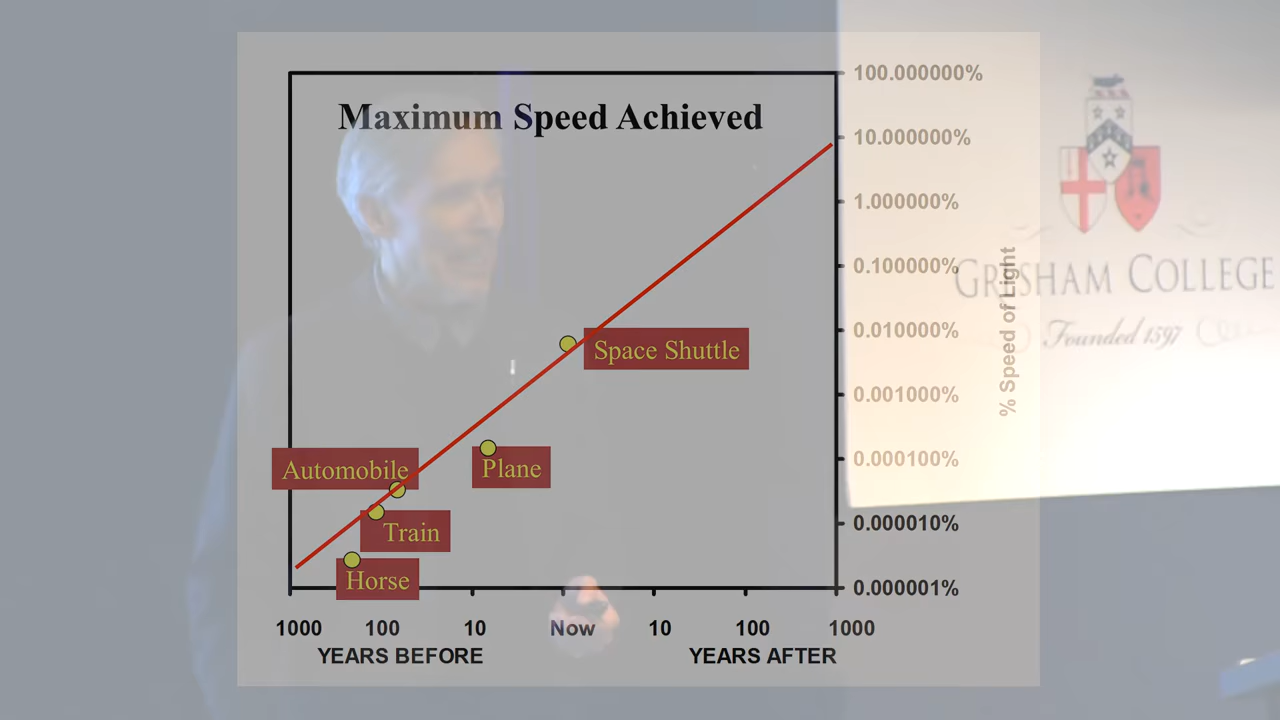 Maximum Speed Achieved
100.000000%
10.000000%
1.000000%
0.100000%
0.010000%
0.001000%
0.000100%
0.000010%
0.000001%
% Speed of Light
Space Shuttle
Automobile
Plane
Train
Horse
1000 100 10 Now 10 100 1000
YEARS BEFORE YEARS AFTER
GRESHAM COLLEGE
Founded 1597